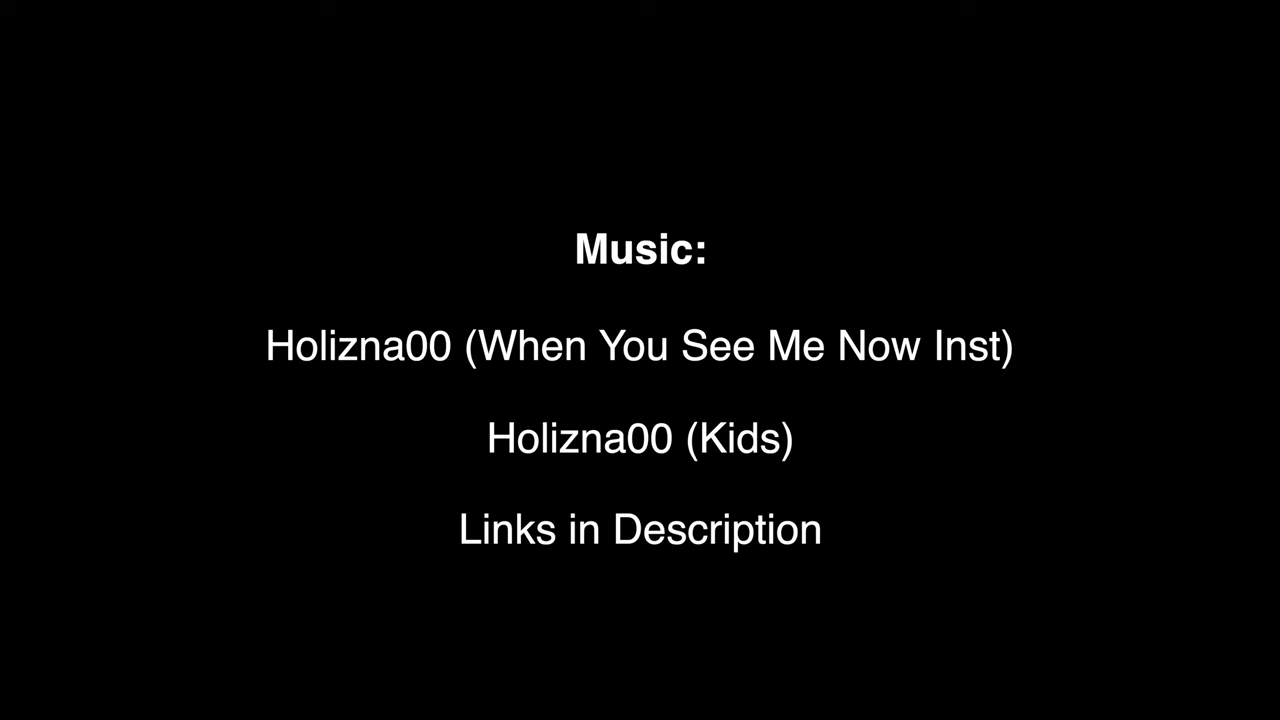 Music:
Holizna00 (When You See Me Now Inst)
Holizna00 (Kids)
Links in Description